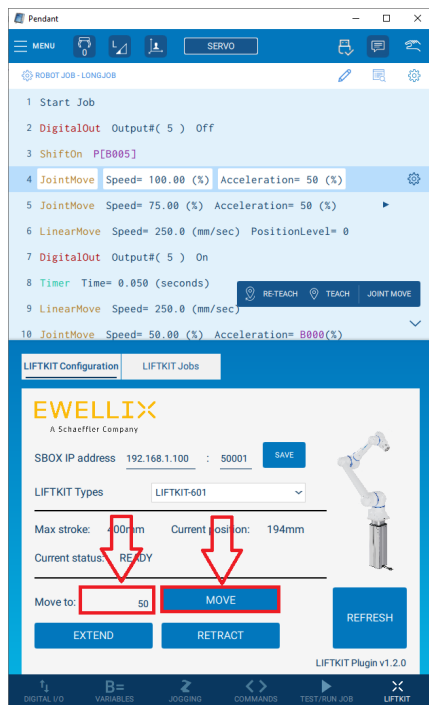 Pendant
MENU
0
SERVO
ROBOT JOB - LONGJOB
1 Start Job
2 DigitalOut Output#( 5 ) Off
3 ShiftOn P[B005]
4 JointMove Speed= 100.00 (%) Acceleration= 50 (%)
5 JointMove Speed= 75.00 (%) Acceleration= 50 (%)
6 LinearMove Speed= 250.0 (mm/sec) PositionLevel= 0
7 DigitalOut Output#( 5 ) On
8 Timer Time= 0.050 (seconds)
RE-TEACH TEACH JOINT MOVE
9 LinearMove Speed= 250.0 (mm/sec)
10 JointMove Speed= 50.00 (%) Acceleration= B000(%)
LIFTKIT Configuration LIFTKIT Jobs
EWELLIX
A Schaeffler Company
SBOX IP address 192.168.1.100 : 50001 SAVE
LIFTKIT Types LIFTKIT-601
Max stroke: 400mm Current position: 194mm
Current status: READY
Move to: 50 MOVE
REFRESH
EXTEND RETRACT
LIFTKIT Plugin v1.2.0
DIGITAL I/O VARIABLES JOGGING COMMANDS TEST/RUN JOB LIFTKIT